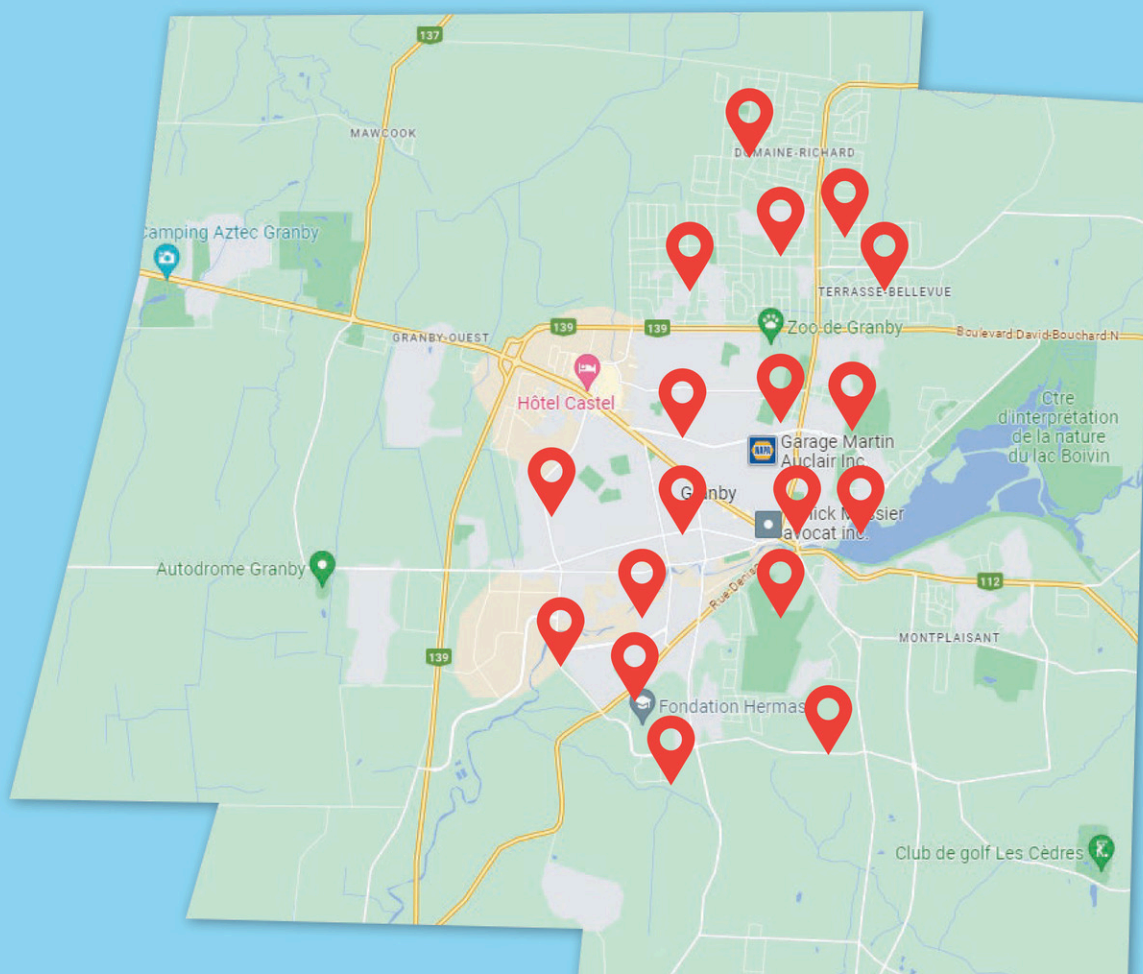 137
MAWCOOK
DOMAINE-RICHARD
Camping Aztec Granby
TERRASSE-BELLEVUE
139
139
Zoo de Granby
Boulevard David-Bouchard N
GRANBY-OUEST
Hôtel Castel
Ctre
d'interprétation
de la nature
du lac Boivin
NAPA
Garage Martin
Auclair Inc
Granby
avocat inc.
Autodrome Granby
112
MONTPLAISANT
139
Fondation Hermas
Club de golf Les Cèdres